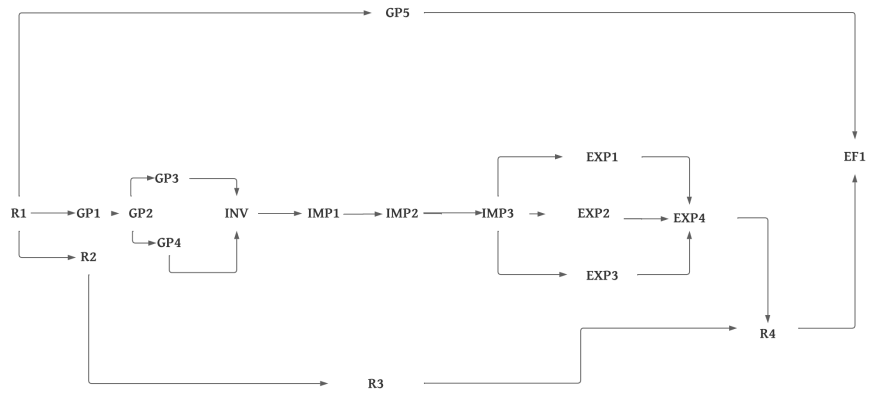 GP5
EXP1
EF1
GP3
R1
GP1
GP2
INV
IMP1
IMP2
IMP3
EXP2
EXP4
GP4
R2
EXP3
R4
R3